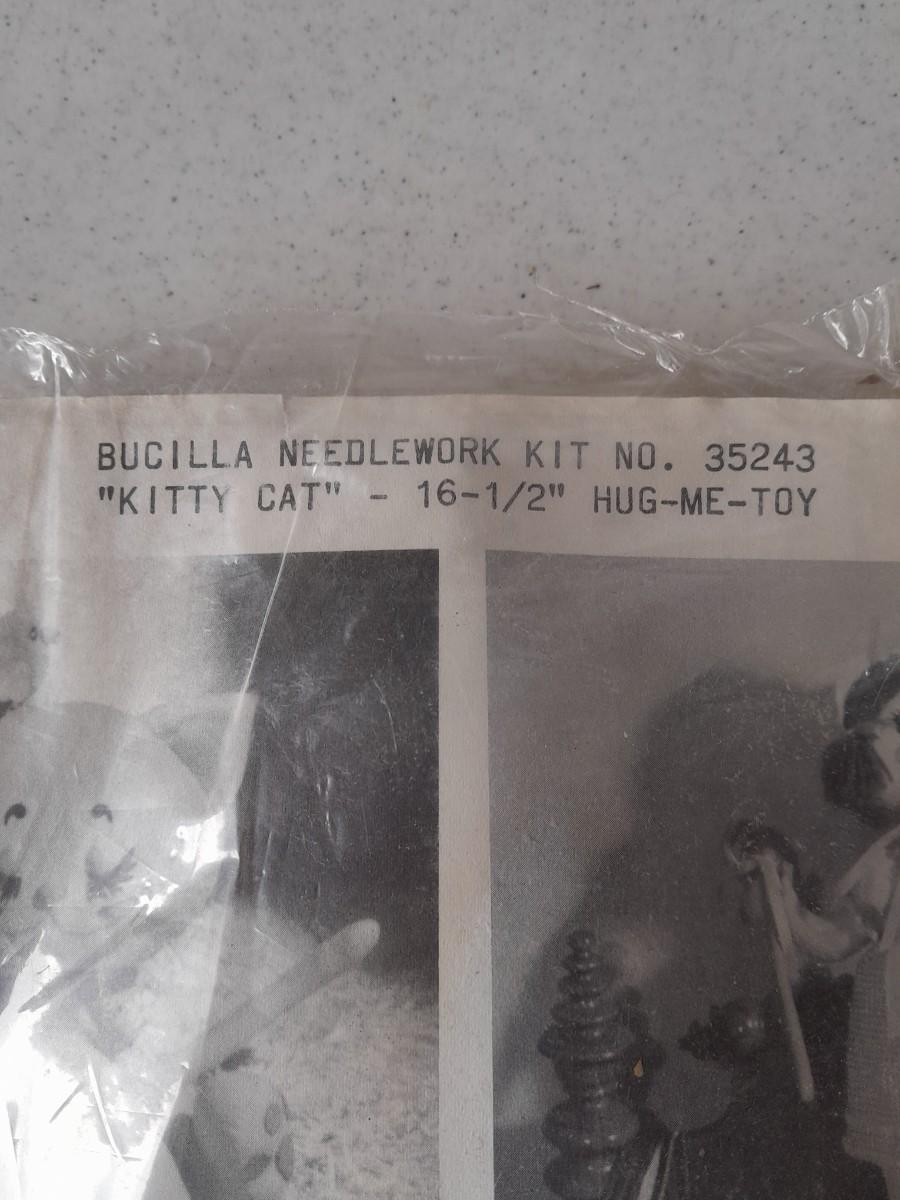 BUCILLA NEEDLEWORK KIT NO. 35243
"KITTY CAT" - 16-1/2" HUG-ME-TOY